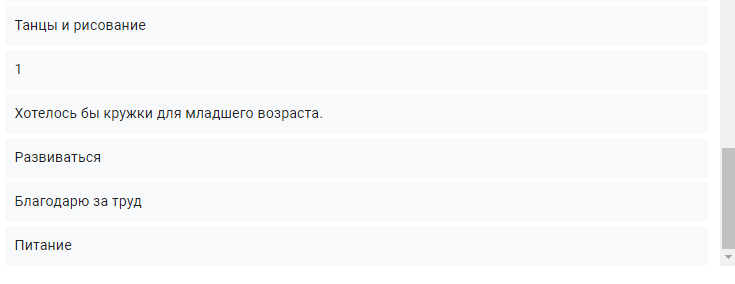 Танцы и рисование
1
Хотелось бы кружки для младшего возраста.
Развиваться
Благодарю за труд
Питание